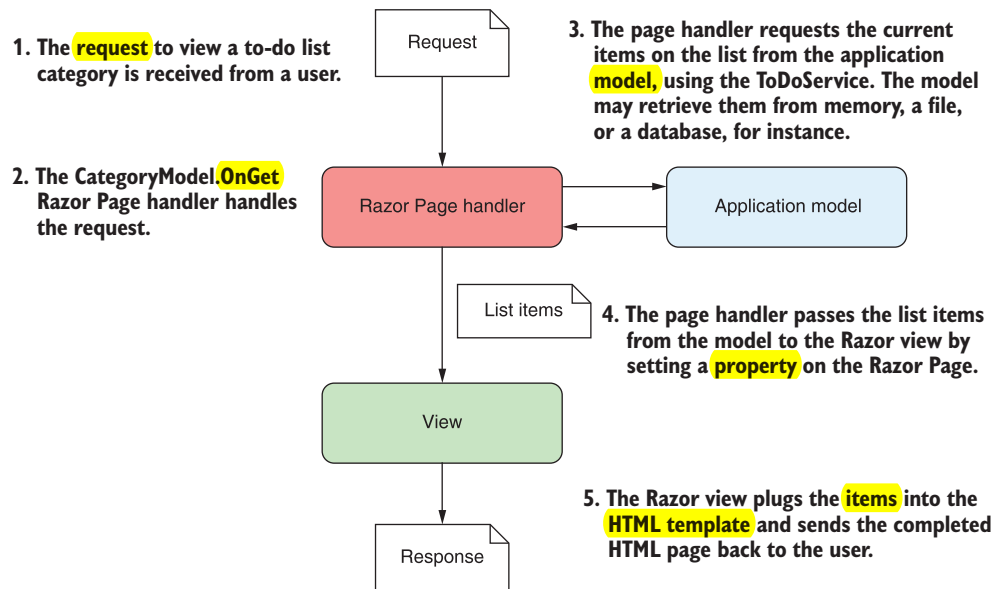 1. The request to view a to-do list
category is received from a user.
Request
3. The page handler requests the current
items on the list from the application
model, using the ToDoService. The model
may retrieve them from memory, a file,
or a database, for instance.
2. The CategoryModel.OnGet
Razor Page handler handles
the request.
Razor Page handler
Application model
List items
4. The page handler passes the list items
from the model to the Razor view by
setting a property on the Razor Page.
View
5. The Razor view plugs the items into the
HTML template and sends the completed
HTML page back to the user.
Response